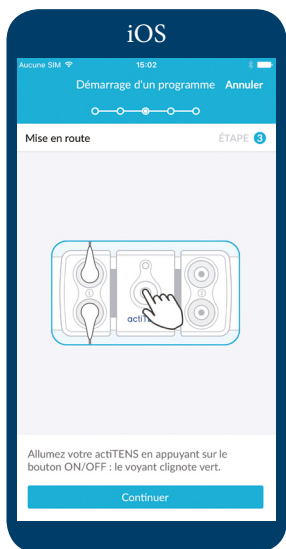 iOS
Aucune SIM 15:02
Démarrage d'un programme Annuler
Mise en route ÉTAPE 3
actiTENS
Allumez votre actiTENS en appuyant sur le
bouton ON/OFF : le voyant clignote vert.
Continuer